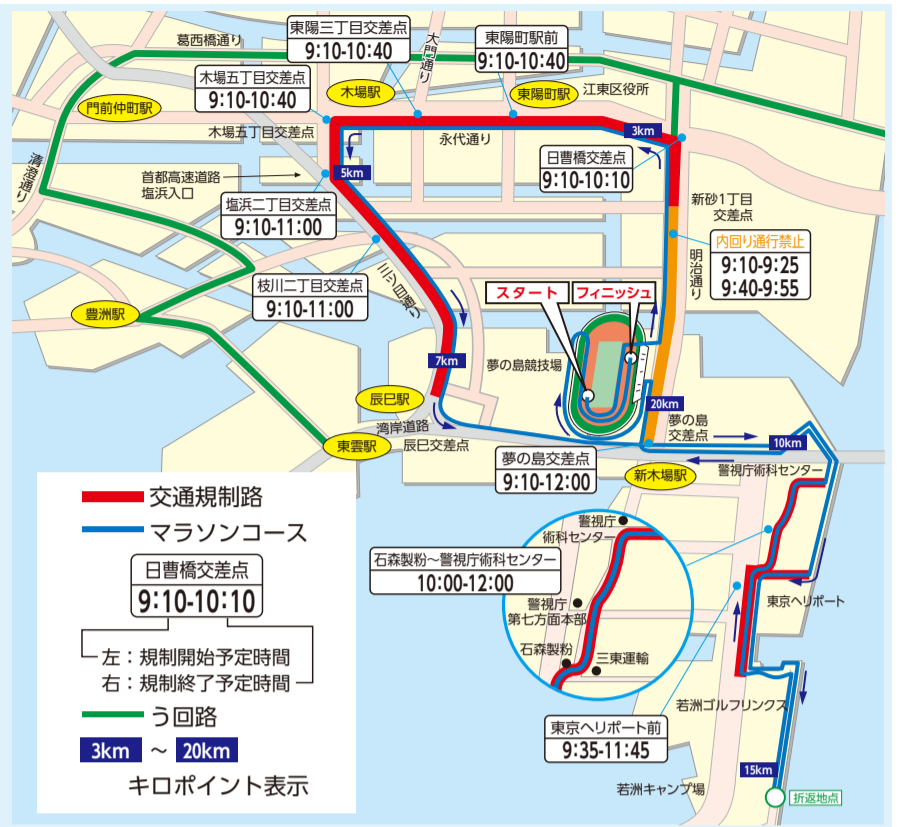 東陽三丁目交差点
9:10-10:40
葛西橋通り
大門通り
東陽町駅前
9:10-10:40
木場五丁目交差点
9:10-10:40
木場駅
東陽町駅
江東区役所
門前仲町駅
木場五丁目交差点
永代通り
3km
日曹橋交差点
9:10-10:10
清澄通り
首都高速道路
塩浜入口
5km
塩浜二丁目交差点
9:10-11:00
新砂1丁目
交差点
内回り通行禁止
9:10-9:25
9:40-9:55
明治通り
枝川二丁目交差点
9:10-11:00
三ツ目通り
スタート
フィニッシュ
豊洲駅
7km
夢の島競技場
辰巳駅
20km
夢の島
交差点
湾岸道路
辰巳交差点
東雲駅
10km
夢の島交差点
9:10-12:00
新木場駅
警視庁術科センター
交通規制路
マラソンコース
日曹橋交差点
9:10-10:10
左：規制開始予定時間
右：規制終了予定時間
う回路
3km ～ 20km
キロポイント表示
警視庁
術科センター
石森製粉～警視庁術科センター
10:00-12:00
警視庁
第七方面本部
石森製粉
三東運輸
東京ヘリポート
若洲ゴルフリンクス
東京ヘリポート前
9:35-11:45
15km
若洲キャンプ場
折返地点